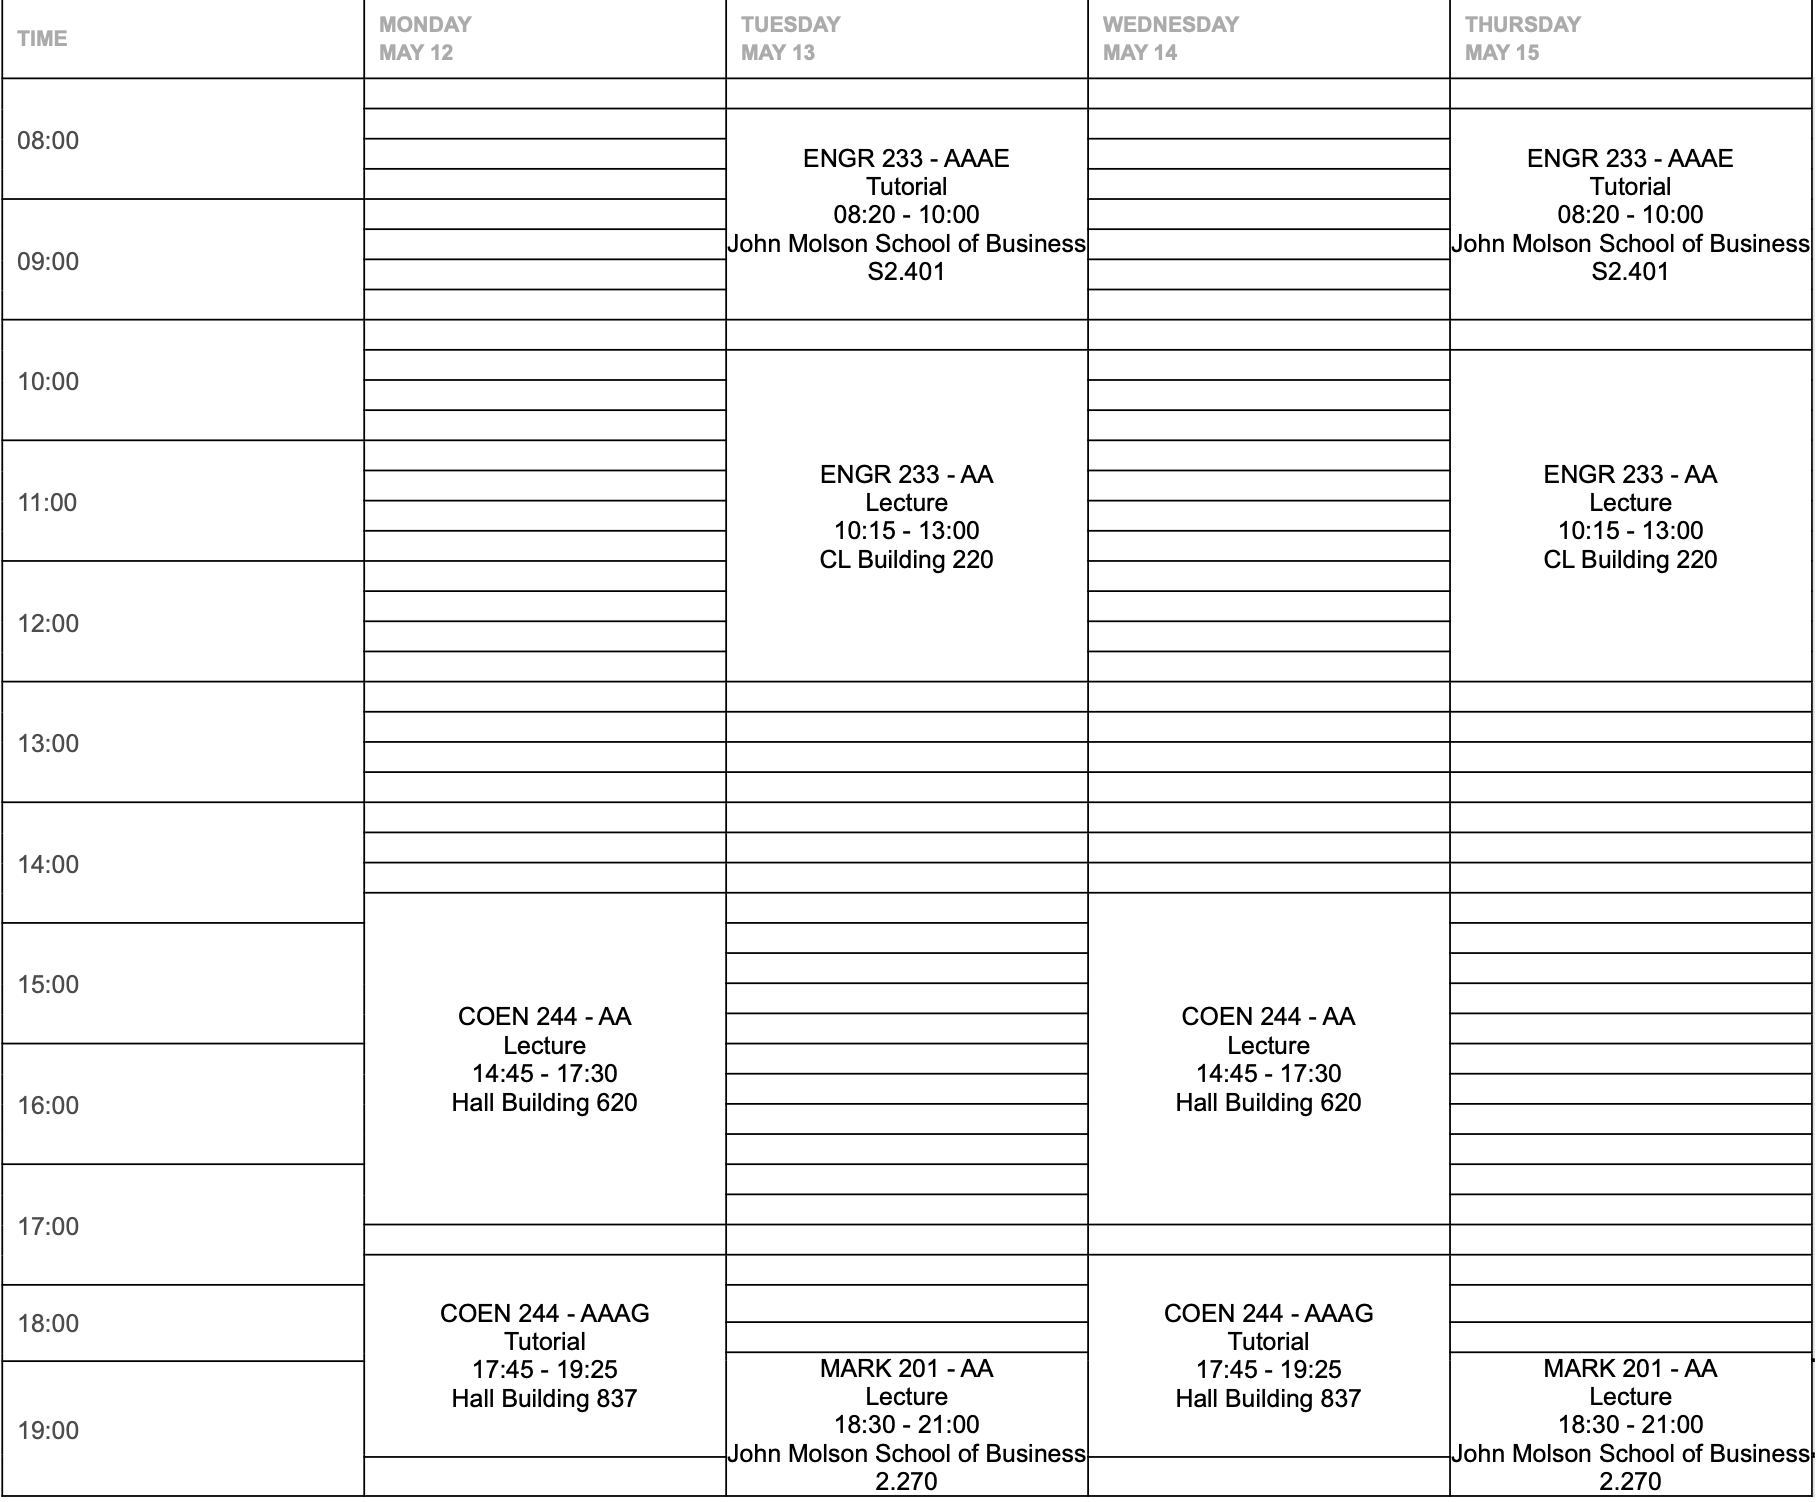 TIME
MONDAY
MAY 12
TUESDAY
MAY 13
WEDNESDAY
MAY 14
THURSDAY
MAY 15
08:00
ENGR 233 - AAAE
Tutorial
08:20 - 10:00
John Molson School of Business
S2.401
ENGR 233 - AAAE
Tutorial
08:20 - 10:00
John Molson School of Business
S2.401
09:00
10:00
ENGR 233 - AA
Lecture
10:15 - 13:00
CL Building 220
ENGR 233 - AA
Lecture
10:15 - 13:00
CL Building 220
11:00
12:00
13:00
14:00
COEN 244 - AA
Lecture
14:45 - 17:30
Hall Building 620
COEN 244 - AA
Lecture
14:45 - 17:30
Hall Building 620
15:00
16:00
17:00
COEN 244 - AAAG
Tutorial
17:45 - 19:25
Hall Building 837
COEN 244 - AAAG
Tutorial
17:45 - 19:25
Hall Building 837
18:00
MARK 201 - AA
Lecture
18:30 - 21:00
John Molson School of Business
2.270
MARK 201 - AA
Lecture
18:30 - 21:00
John Molson School of Business
2.270
19:00